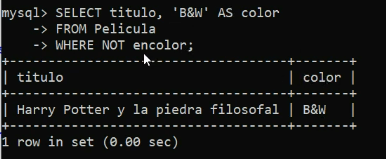 mysql> SELECT titulo, 'B&W' AS color
    -> FROM Pelicula
    -> WHERE NOT encolor;
+---------------------------------+-------+
| titulo                          | color |
+---------------------------------+-------+
| Harry Potter y la piedra filosofal | B&W   |
+---------------------------------+-------+
1 row in set (0.00 sec)